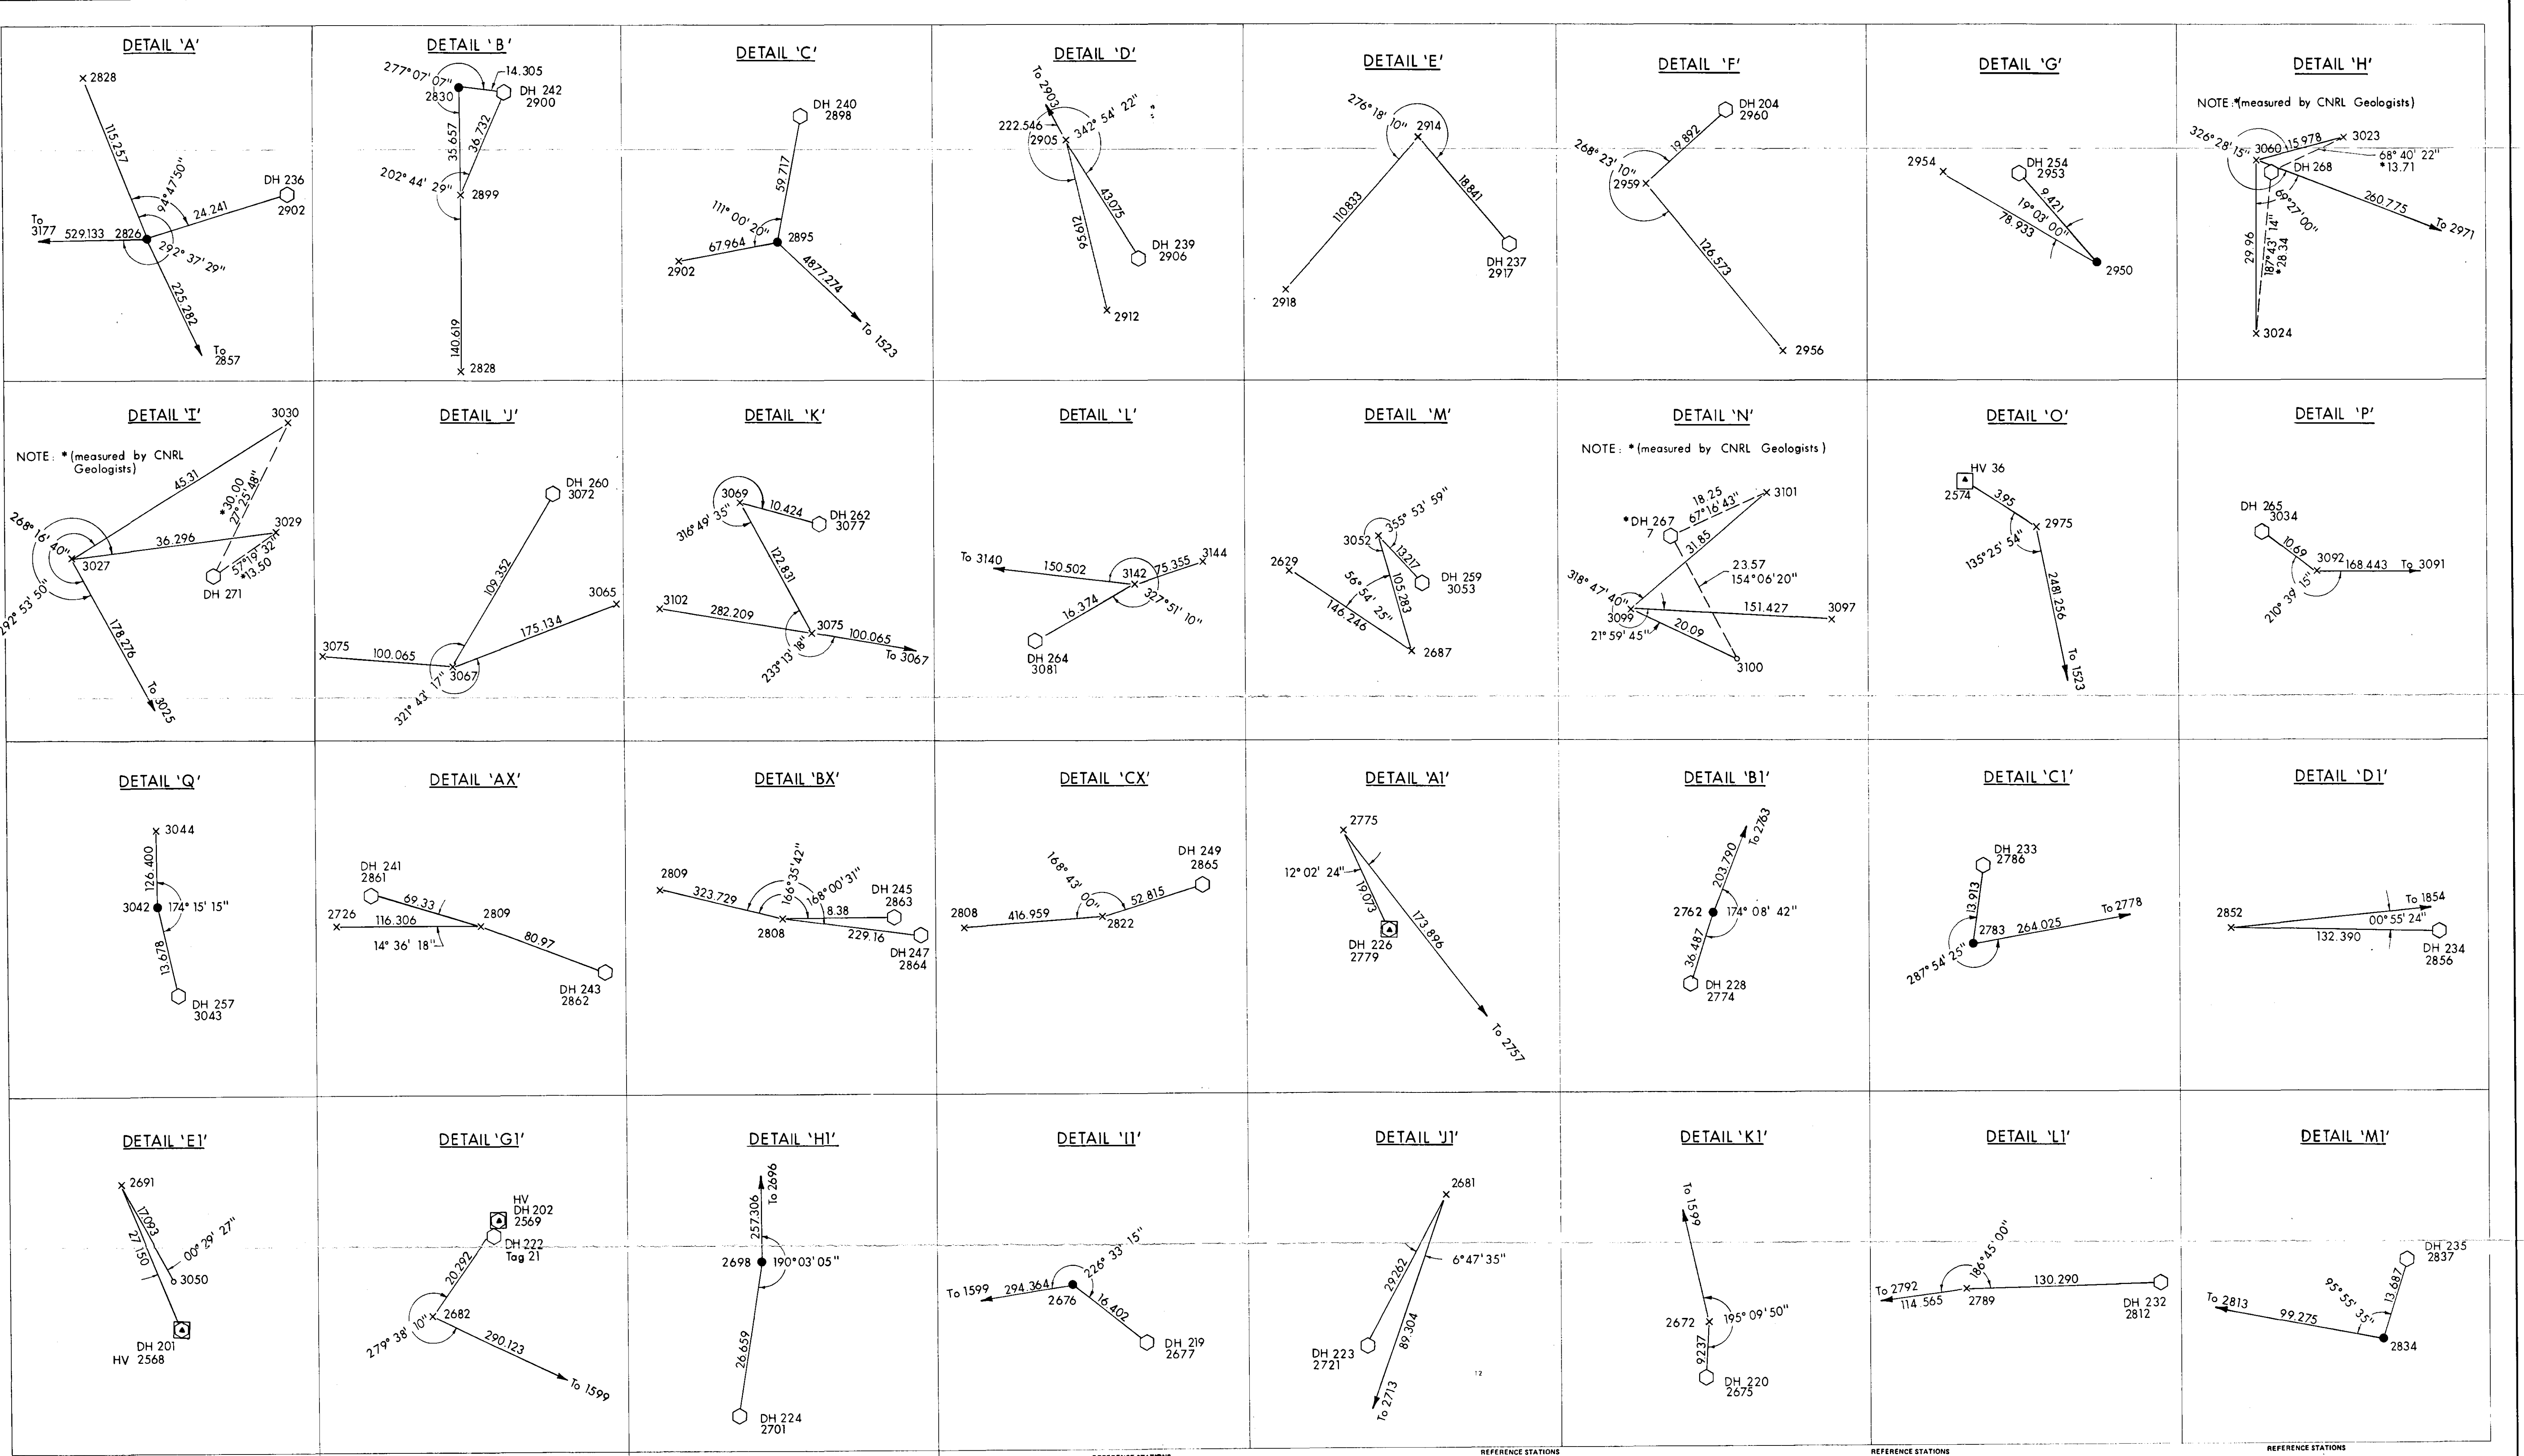 DETAIL 'A'
2828
115.257
94° 47' 50"
DH 236
2902
24.241
To
3177
529.133
2826
292° 37' 29"
225.282
To
2857
DETAIL 'B'
277° 07' 07"
14.305
2830
DH 242
2900
35.657
36.732
202° 44' 29"
2899
140.619
2828
DETAIL 'C'
DH 240
2898
59.717
111° 00' 20"
2895
67.964
2902
4877.274
To 1523
DETAIL 'D'
To 2903
342° 54' 22"
222.546
2905
43.075
95.612
DH 239
2906
2912
DETAIL 'E'
276° 18' 10"
2914
110.833
18.841
DH 237
2917
2918
DETAIL 'F'
DH 204
2960
19.892
268° 23' 10"
2959
126.573
2956
DETAIL 'G'
2954
DH 254
2953
9.421
19° 03' 00"
78.933
2950
DETAIL 'H'
NOTE:*(measured by CNRL Geologists)
326° 28' 15"
3060
15.978
3023
68° 40' 22"
*13.71
DH 268
69° 27' 00"
260.775
To 2971
29.96
187° 43' 14"
*28.34
3024
DETAIL 'I'
3030
NOTE: *(measured by CNRL
Geologists)
45.31
*30.00
27° 25' 48"
3029
268° 16' 40"
36.296
57° 19' 32"
*13.50
3027
DH 271
292° 53' 50"
178.276
To 3025
DETAIL 'J'
DH 260
3072
109.352
3065
175.134
3075
100.065
3067
321° 43' 17"
DETAIL 'K'
3069
10.424
DH 262
3077
316° 49' 35"
122.831
3102
282.209
3075
100.065
To 3067
233° 13' 18"
DETAIL 'L'
To 3140
150.502
3142
75.355
3144
16.374
327° 51' 10"
DH 264
3081
DETAIL 'M'
355° 53' 59"
3052
13.217
2629
DH 259
3053
56° 54' 25"
105.283
146.246
2687
DETAIL 'N'
NOTE: *(measured by CNRL Geologists)
18.25
67° 16' 43"
3101
*DH 267
7
31.85
23.57
154° 06' 20"
318° 47' 40"
151.427
3097
3099
20.09
21° 59' 45"
3100
DETAIL 'O'
HV 36
2574
3.95
2975
135° 25' 54"
2481.256
To 1523
DETAIL 'P'
DH 265
3034
10.69
3092
168.443
To 3091
210° 39' 15"
DETAIL 'Q'
3044
126.400
3042
174° 15' 15"
13.678
DH 257
3043
DETAIL 'AX'
DH 241
2861
69.33
2726
116.306
2809
14° 36' 18"
80.97
DH 243
2862
DETAIL 'BX'
2809
323.729
166° 35' 42"
168° 00' 31"
DH 245
2863
8.38
2808
229.16
DH 247
2864
DETAIL 'CX'
168° 43' 00"
DH 249
2865
52.815
2808
416.959
2822
DETAIL 'A1'
2775
12° 02' 24"
19.073
173.896
DH 226
2779
To 2757
DETAIL 'B1'
To 2763
203.790
2762
174° 08' 42"
36.487
DH 228
2774
DETAIL 'C1'
DH 233
2786
13.913
To 2778
2783
264.025
287° 54' 25"
DETAIL 'D1'
2852
To 1854
00° 55' 24"
132.390
DH 234
2856
DETAIL 'E1'
2691
17.093
27.150
00° 29' 27"
3050
DH 201
HV 2568
DETAIL 'G1'
HV
DH 202
2569
DH 222
Tag 21
20.292
2682
279° 38' 10"
290.123
To 1599
DETAIL 'H1'
To 2696
257.306
2698
190° 03' 05"
26.659
DH 224
2701
DETAIL 'I1'
226° 33' 15"
To 1599
294.364
2676
16.402
DH 219
2677
DETAIL 'J1'
2681
29.262
6° 47' 35"
89.304
DH 223
2721
To 2713
12
DETAIL 'K1'
To 1599
2672
195° 09' 50"
9.237
DH 220
2675
DETAIL 'L1'
186° 45' 00"
To 2792
114.565
2789
130.290
DH 232
2812
DETAIL 'M1'
DH 235
2837
13.687
95° 55' 35"
To 2813
99.275
2834
REFERENCE STATIONS
REFERENCE STATIONS
REFERENCE STATIONS
REFERENCE STATIONS